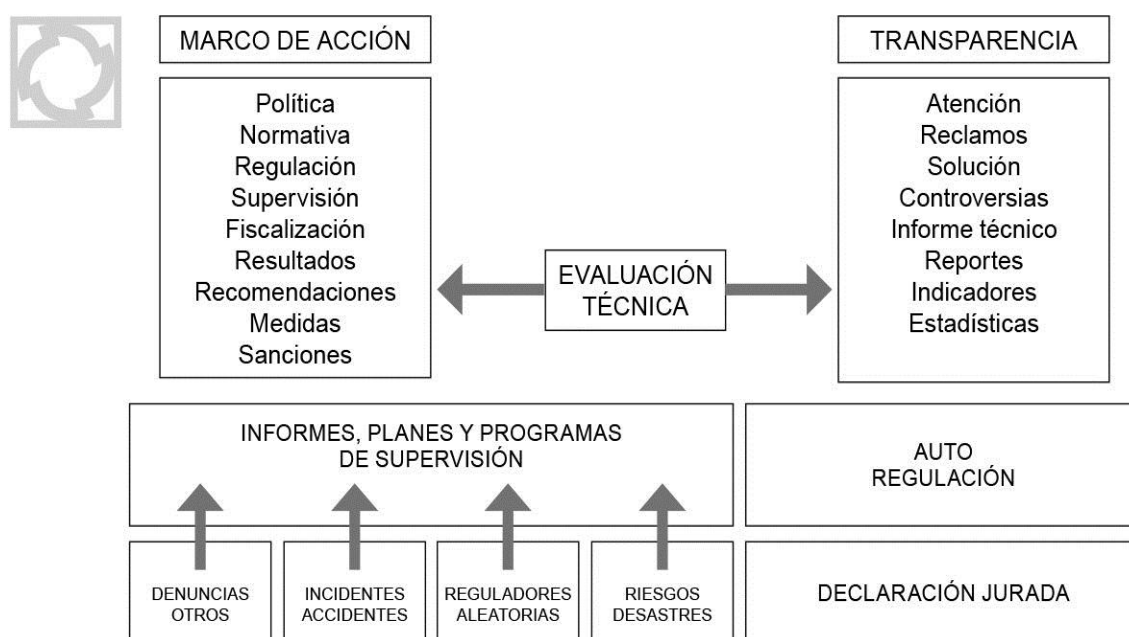 MARCO DE ACCIÓN
Política
Normativa
Regulación
Supervisión
Fiscalización
Resultados
Recomendaciones
Medidas
Sanciones
EVALUACIÓN
TÉCNICA
TRANSPARENCIA
Atención
Reclamos
Solución
Controversias
Informe técnico
Reportes
Indicadores
Estadísticas
INFORMES, PLANES Y PROGRAMAS
DE SUPERVISIÓN
AUTO
REGULACIÓN
DENUNCIAS
OTROS
INCIDENTES
ACCIDENTES
REGULADORES
ALEATORIAS
RIESGOS
DESASTRES
DECLARACIÓN JURADA